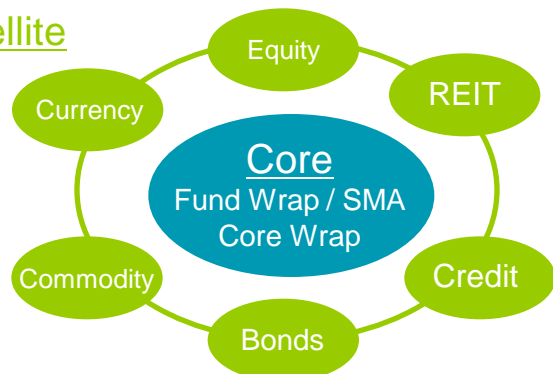 ellite
Equity
REIT
Currency
Core
Fund Wrap / SMA
Core Wrap
Commodity
Credit
Bonds